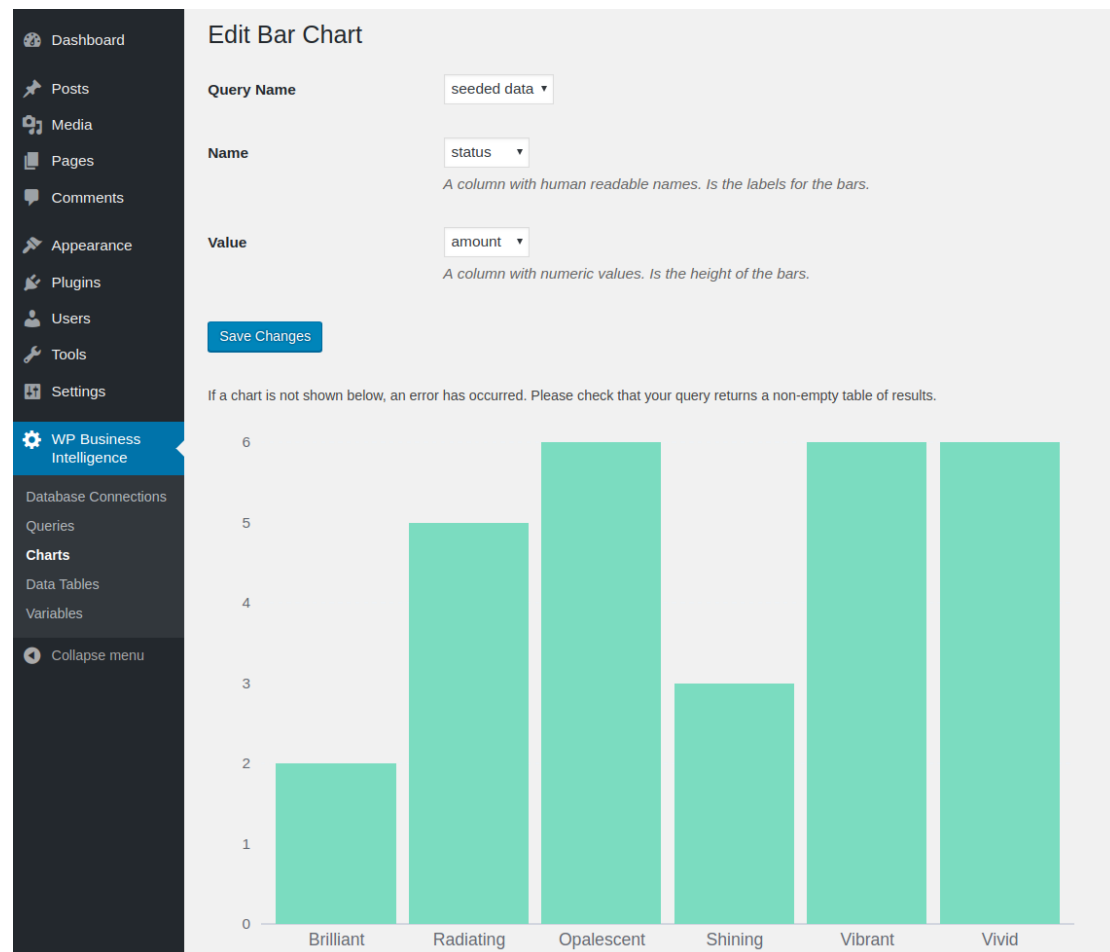 Dashboard
Posts
Media
Pages
Comments
Appearance
Plugins
Users
Tools
Settings
WP Business
Intelligence
Database Connections
Queries
Charts
Data Tables
Variables
Collapse menu
Edit Bar Chart
Query Name
seeded data
Name
status
A column with human readable names. Is the labels for the bars.
Value
amount
A column with numeric values. Is the height of the bars.
Save Changes
If a chart is not shown below, an error has occurred. Please check that your query returns a non-empty table of results.
6
5
4
3
2
1
0
Brilliant Radiating Opalescent Shining Vibrant Vivid